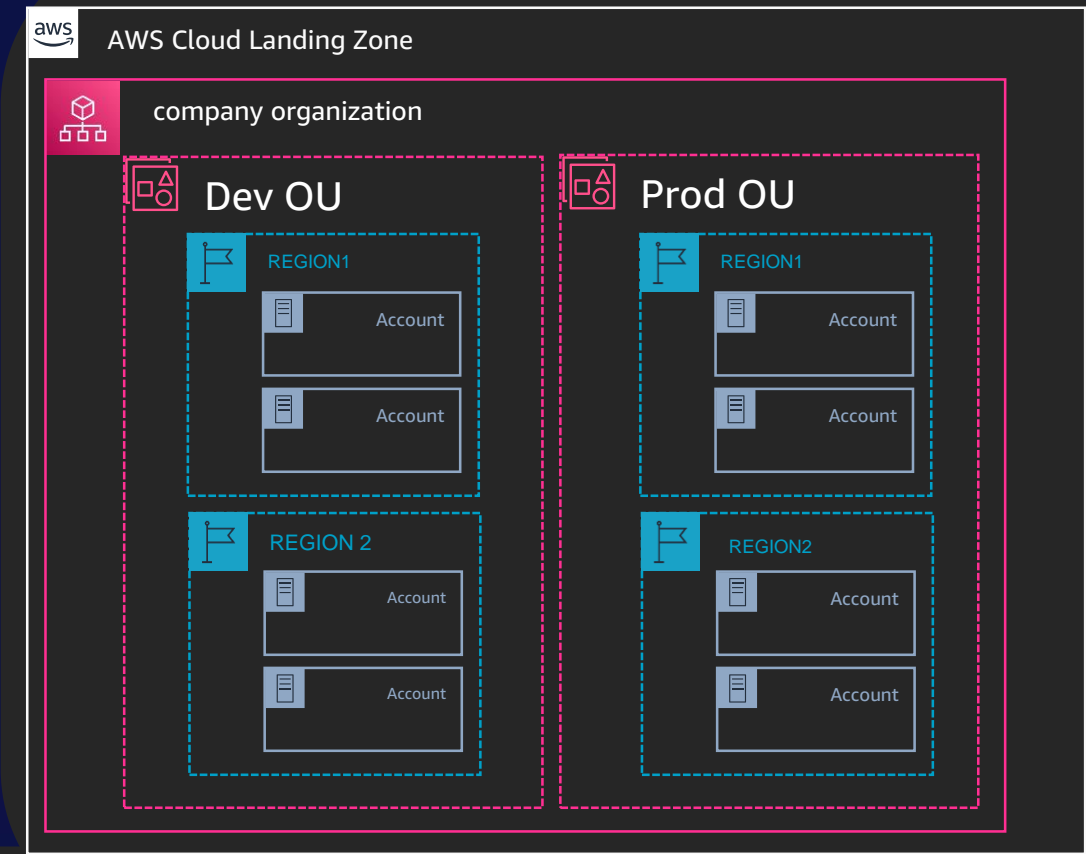 aws
AWS Cloud Landing Zone
company organization
Dev OU
REGION1
Account
Account
REGION 2
Account
Account
Prod OU
REGION1
Account
Account
REGION2
Account
Account